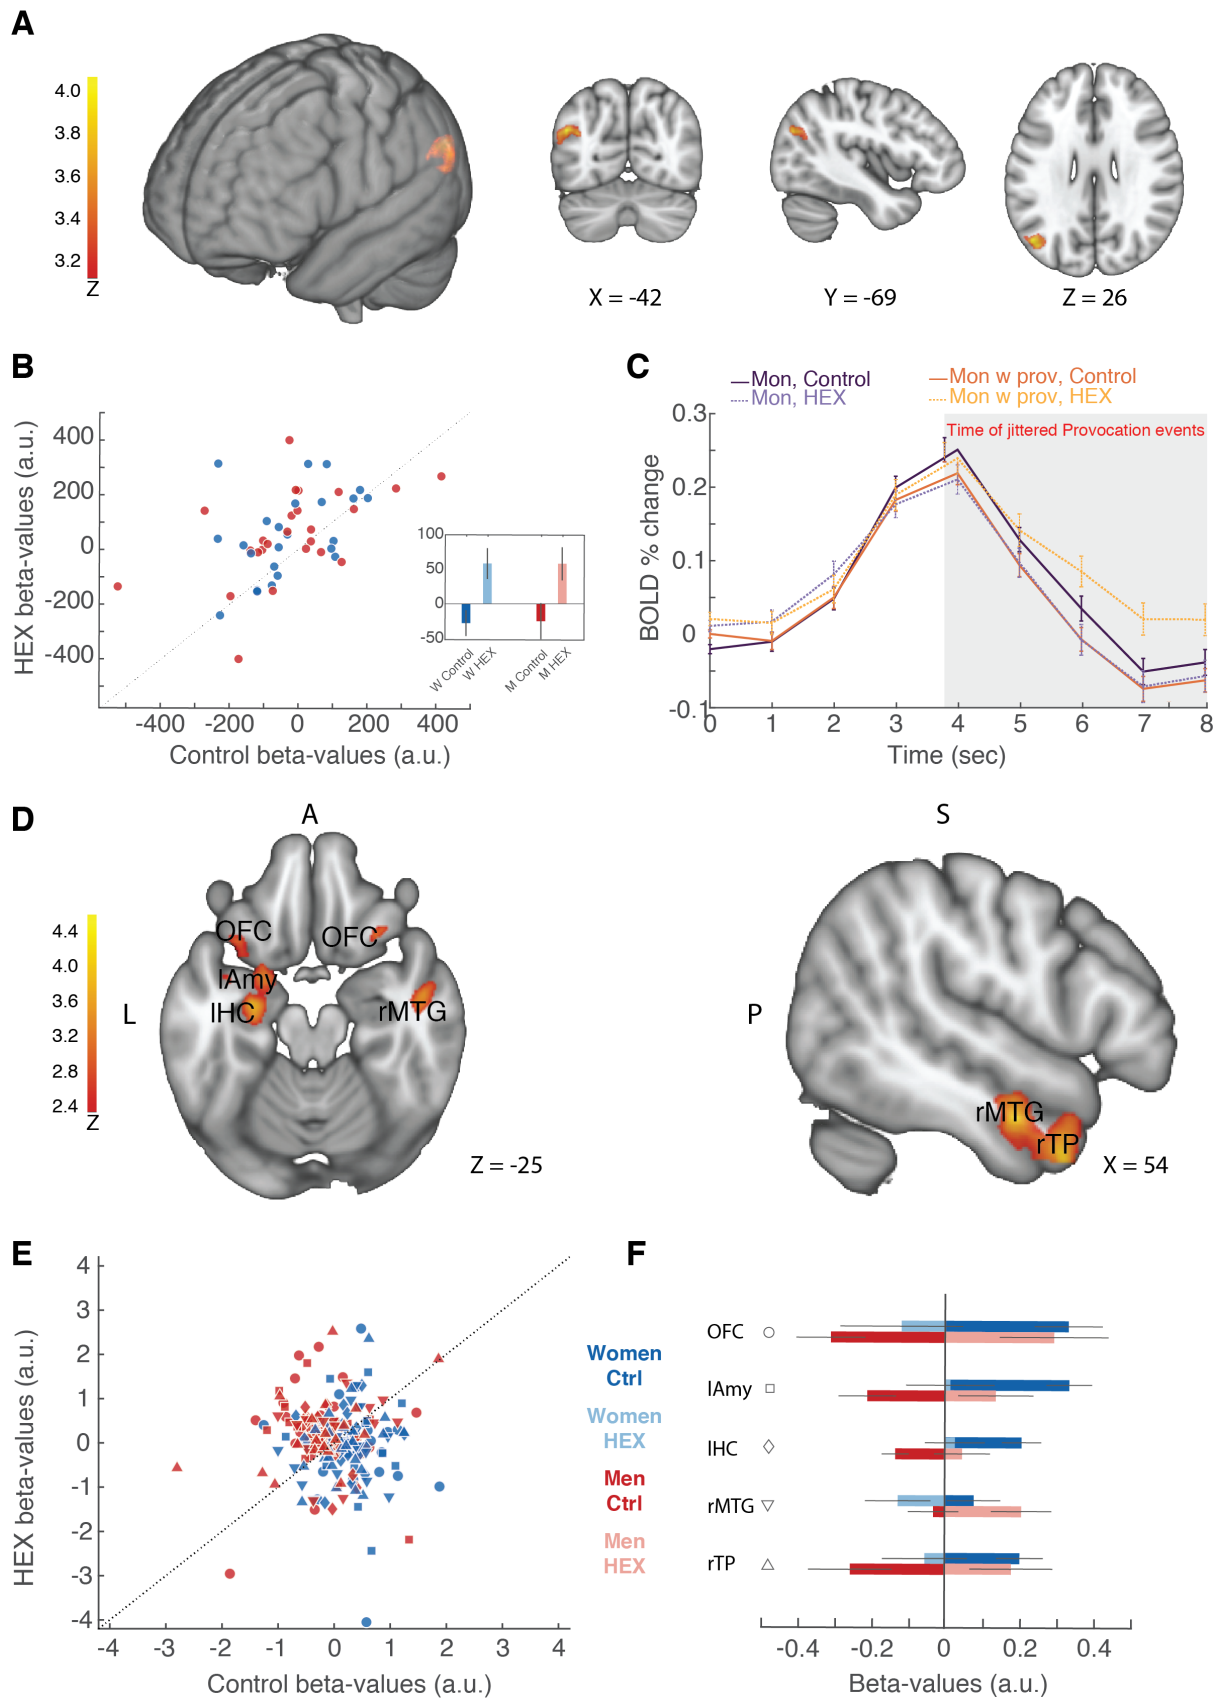 A
4.0
3.8
3.6
3.4
3.2
Z
X = -42
Y = -69
Z = 26
B
HEX beta-values (a.u.)
400
200
0
-200
-400
-400 -200 0 200 400
Control beta-values (a.u.)
100
50
0
-50
W Control
W HEX
M Control
M HEX
C
Mon, Control
Mon, HEX
Mon w prov, Control
Mon w prov, HEX
Time of jittered Provocation events
BOLD % change
0.3
0.2
0.1
0
-0.1
0 1 2 3 4 5 6 7 8
Time (sec)
D
A
4.4
4.0
3.6
3.2
2.8
2.4
Z
L
OFC
OFC
lAmy
lHC
rMTG
Z = -25
S
P
rMTG
rTP
X = 54
E
HEX beta-values (a.u.)
4
3
2
1
0
-1
-2
-3
-4
-4 -3 -2 -1 0 1 2 3 4
Control beta-values (a.u.)
Women
Ctrl
Women
HEX
Men
Ctrl
Men
HEX
F
OFC
lAmy
lHC
rMTG
rTP
-0.4 -0.2 0 0.2 0.4
Beta-values (a.u.)